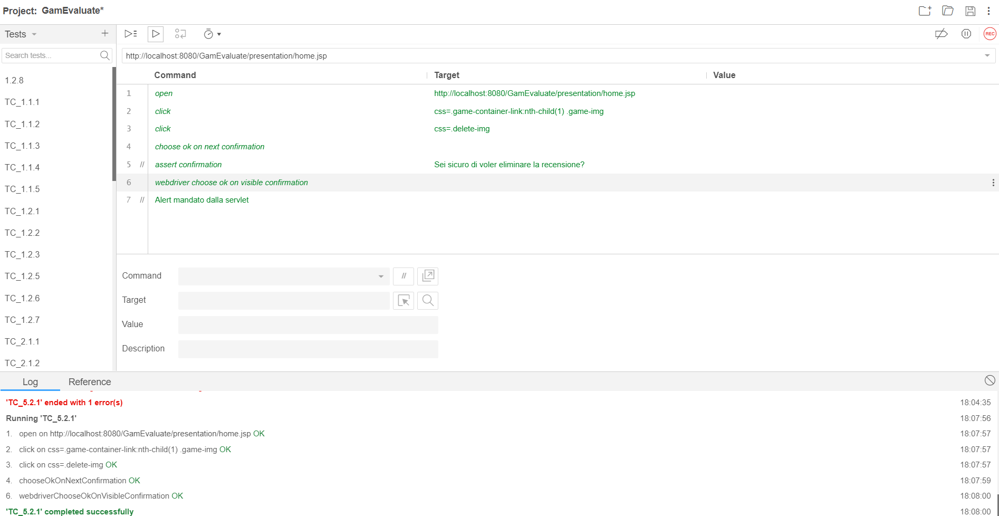 Project: GamEvaluate*
Tests
Search tests...
1.2.8
TC_1.1.1
TC_1.1.2
TC_1.1.3
TC_1.1.4
TC_1.1.5
TC_1.2.1
TC_1.2.2
TC_1.2.3
TC_1.2.5
TC_1.2.6
TC_1.2.7
TC_2.1.1
TC_2.1.2
REC
http://localhost:8080/GamEvaluate/presentation/home.jsp
Command Target Value
1 open http://localhost:8080/GamEvaluate/presentation/home.jsp
2 click css=.game-container-link:nth-child(1) .game-img
3 click css=.delete-img
4 choose ok on next confirmation
5 // assert confirmation Sei sicuro di voler eliminare la recensione?
6 webdriver choose ok on visible confirmation
7 // Alert mandato dalla servlet
Command //
Target
Value
Description
Log Reference
'TC_5.2.1' ended with 1 error(s) 18:04:35
Running 'TC_5.2.1' 18:07:56
1. open on http://localhost:8080/GamEvaluate/presentation/home.jsp OK 18:07:57
2. click on css=.game-container-link:nth-child(1) .game-img OK 18:07:57
3. click on css=.delete-img OK 18:07:57
4. chooseOkOnNextConfirmation OK 18:07:59
6. webdriverChooseOkOnVisibleConfirmation OK 18:08:00
'TC_5.2.1' completed successfully 18:08:00